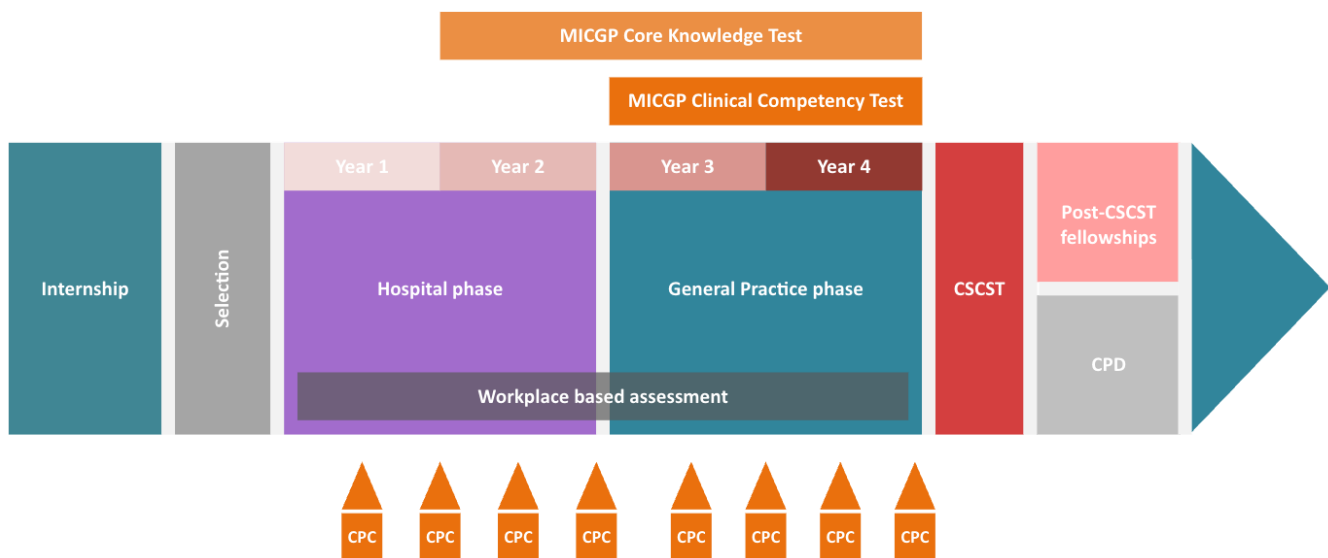 MICGP Core Knowledge Test
MICGP Clinical Competency Test
Year 1
Year 2
Year 3
Year 4
Internship
Selection
Hospital phase
General Practice phase
CSCST
Post-CSCST
fellowships
CPD
Workplace based assessment
CPC
CPC
CPC
CPC
CPC
CPC
CPC
CPC